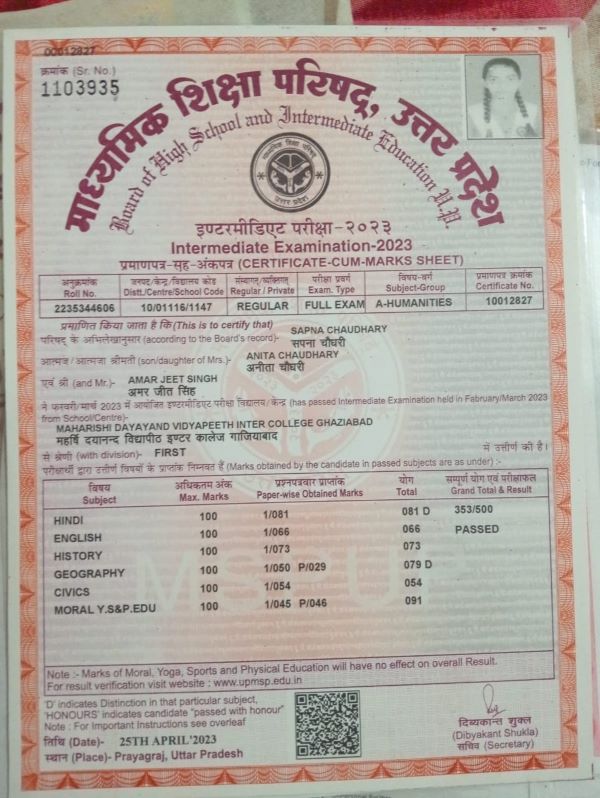 00012827
क्रमांक (Sr. No.)
1103935
माध्यमिक शिक्षा परिषद्, उत्तर प्रदेश
Board of High School and Intermediate Education U.P.
इण्टरमीडिएट परीक्षा-२०२३
Intermediate Examination-2023
प्रमाणपत्र-सह-अंकपत्र (CERTIFICATE-CUM-MARKS SHEET)
अनुक्रमांक जनपद/केन्द्र/विद्यालय कोड संस्थागत/व्यक्तिगत परीक्षा प्रवर्ग विषय-वर्ग प्रमाणपत्र क्रमांक
Roll No. Distt./Centre/School Code Regular / Private Exam. Type Subject-Group Certificate No.
2235344606 10/01116/1147 REGULAR FULL EXAM A-HUMANITIES 10012827
प्रमाणित किया जाता है कि(This is to certify that) SAPNA CHAUDHARY
परिषद् के अभिलेखानुसार (according to the Board's record)- सपना चौधरी
आत्मज / आत्मजा श्रीमती (son/daughter of Mrs.)- ANITA CHAUDHARY
अनीता चौधरी
एवं श्री (and Mr.)- AMAR JEET SINGH
अमर जीत सिंह
ने फरवरी/मार्च 2023 में आयोजित इण्टरमीडिएट परीक्षा विद्यालय/केन्द्र (has passed Intermediate Examination held in Fabruary/March 2023
from School/Centre)-
MAHARISHI DAYAYAND VIDYAPEETH INTER COLLEGE GHAZIABAD
महर्षि दयानन्द विद्यापीठ इण्टर कालेज गाजियाबाद
से श्रेणी (with division)- FIRST में उत्तीर्ण की है।
परीक्षार्थी द्वारा उत्तीर्ण विषयों के प्राप्तांक निम्नवत हैं (Marks obtained by the candidate in passed subjects are as under) :-
विषय अधिकतम अंक प्रश्नपत्रवार प्राप्तांक योग सम्पूर्ण योग एवं परीक्षाफल
Subject Max. Marks Paper-wise Obtained Marks Total Grand Total & Result
HINDI 100 1/081 081 D 353/500
ENGLISH 100 1/066 066 PASSED
HISTORY 100 1/073 073
GEOGRAPHY 100 1/050 P/029 079 D
CIVICS 100 1/054 054
MORAL Y.S&P.EDU 100 1/045 P/046 091
MSPUP
Note :- Marks of Moral, Yoga, Sports and Physical Education will have no effect on overall Result.
For result verification visit website : www.upmsp.edu.in
'D' indicates Distinction in that particular subject,
'HONOURS' indicates candidate "passed with honour"
Note : For Important Instructions see overleaf
तिथि (Date)- 25TH APRIL'2023
स्थान (Place)- Prayagraj, Uttar Pradesh
दिव्यकान्त शुक्ल
(Dibyakant Shukla)
सचिव (Secretary)